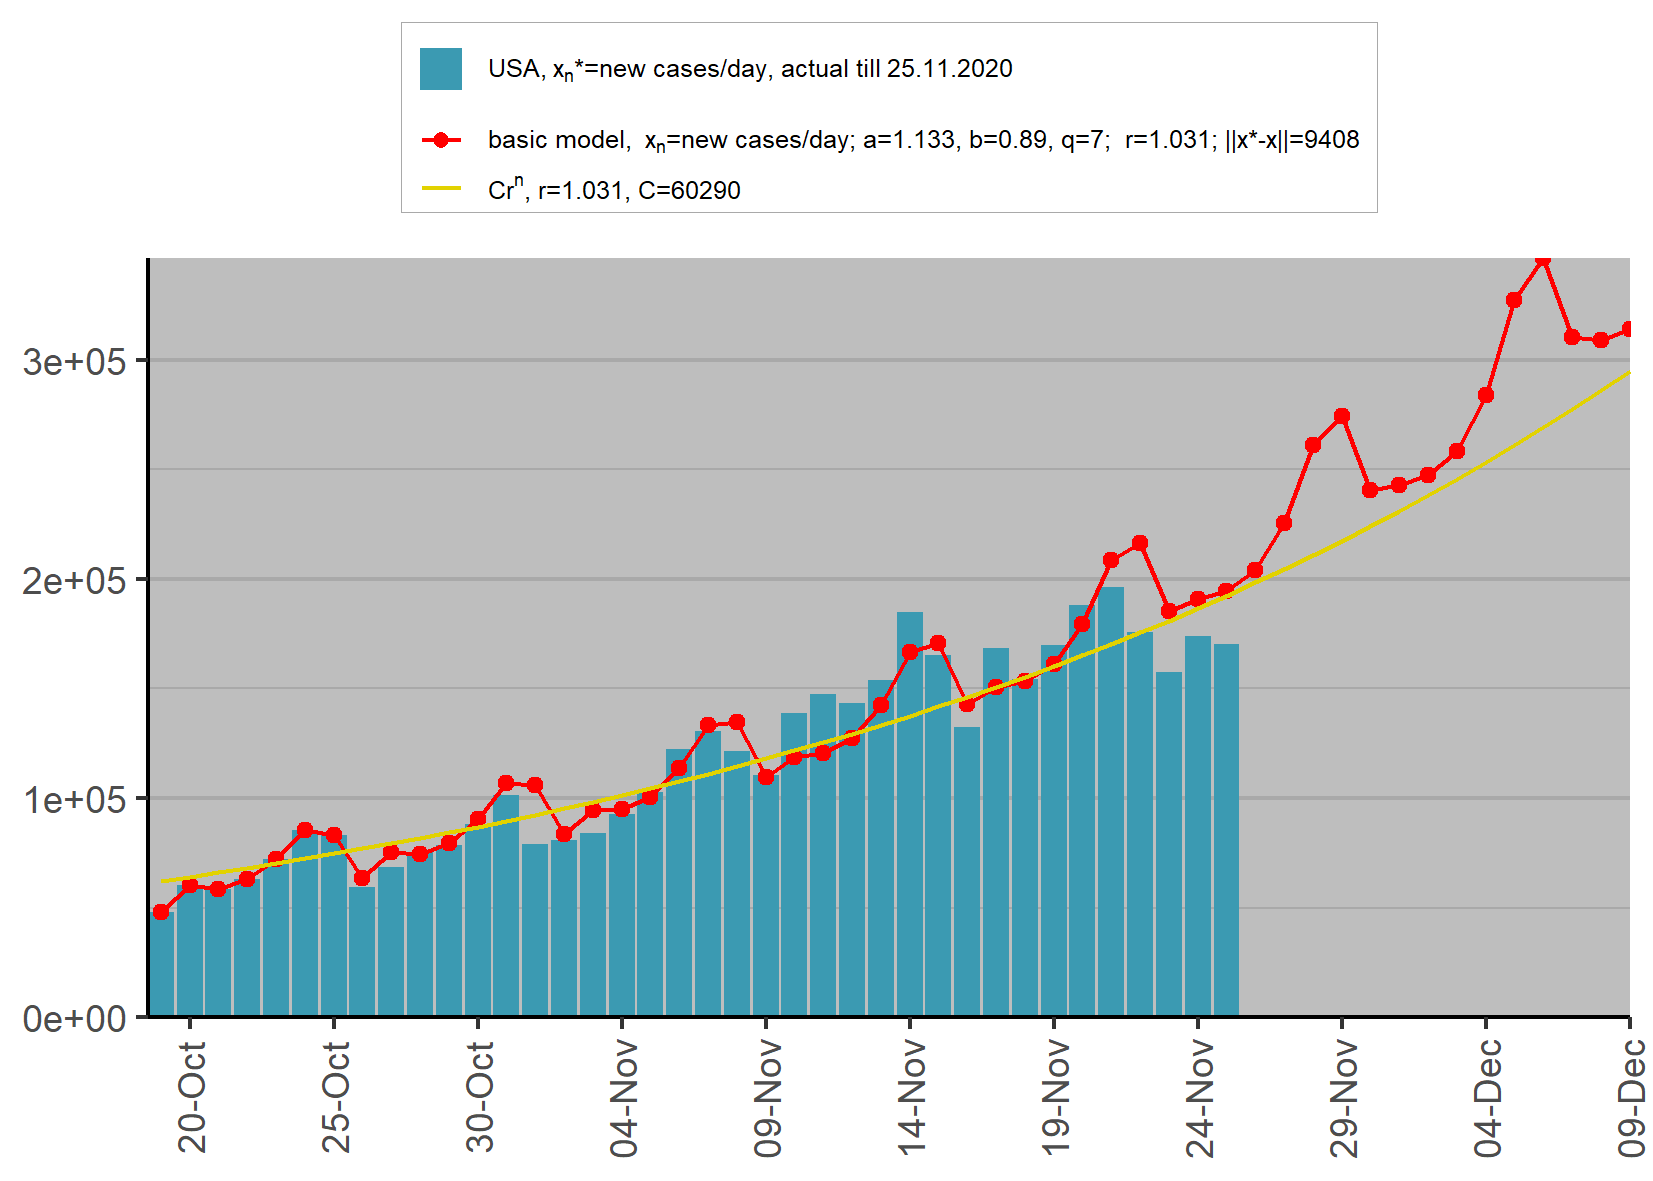 USA, xₙ*=new cases/day, actual till 25.11.2020
basic model,  xₙ=new cases/day; a=1.133, b=0.89, q=7;  r=1.031; ||x*-x||=9408
Crⁿ, r=1.031, C=60290
3e+05
2e+05
1e+05
0e+00
20-Oct
25-Oct
30-Oct
04-Nov
09-Nov
14-Nov
19-Nov
24-Nov
29-Nov
04-Dec
09-Dec